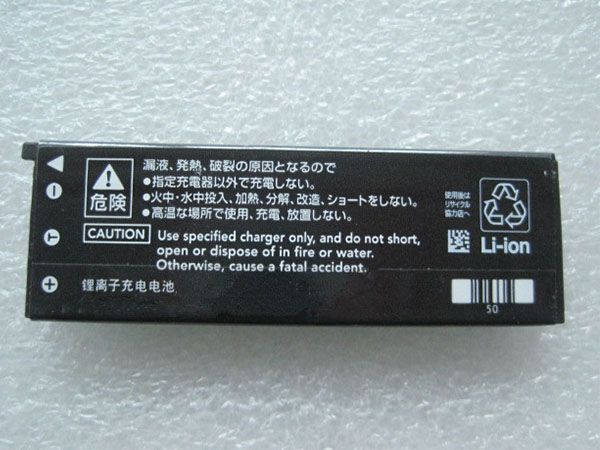 漏液、発熱、破裂の原因となるので
●指定充電器以外で充電しない。
●火中・水中投入、加熱、分解、改造、ショートをしない。
●高温な場所で使用、充電、放置しない。
危険
CAUTION
Use specified charger only, and do not short,
open or dispose of in fire or water.
Otherwise, cause a fatal accident.
锂离子充电电池
T
使用後は
リサイクル
協力店へ
Li-ion
50